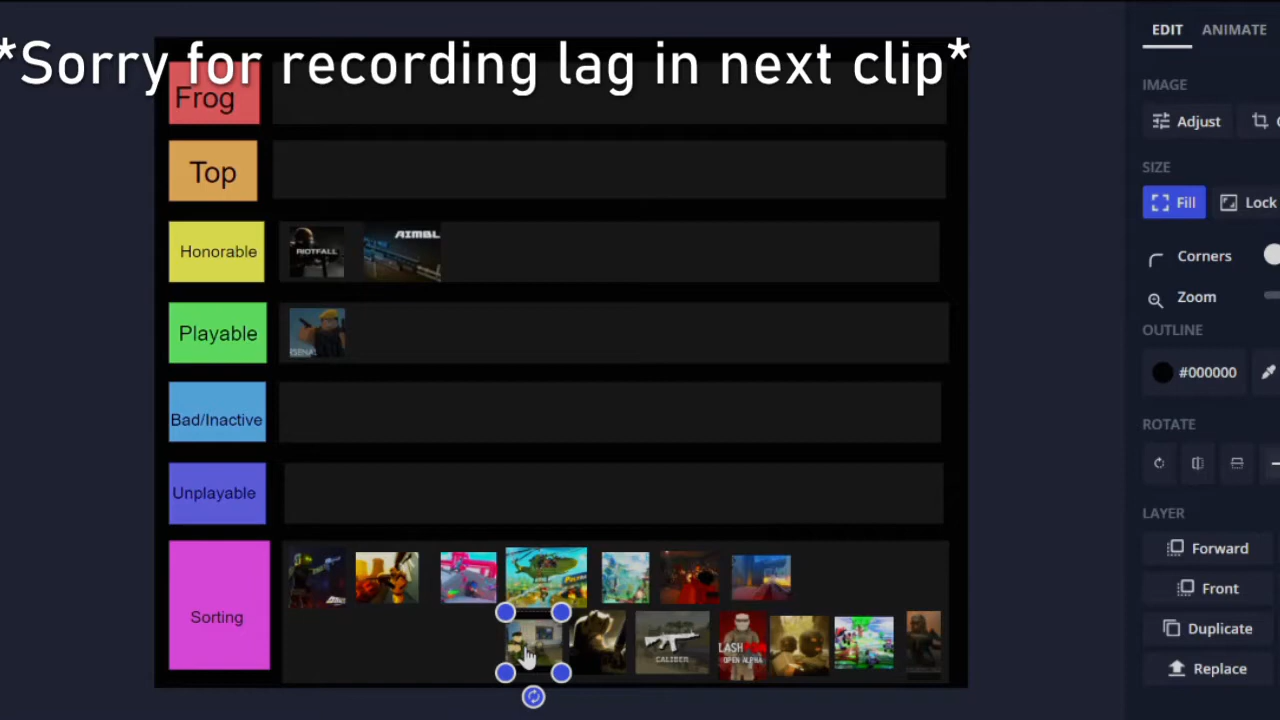 *Sorry for recording lag in next clip*
EDIT
ANIMATE
IMAGE
Adjust
SIZE
Fill
Lock
Corners
Zoom
OUTLINE
#000000
ROTATE
LAYER
Forward
Front
Duplicate
Replace
Frog
Top
Honorable
RIOTFALL
AIMBL
Playable
RSENAL
Bad/Inactive
Unplayable
Sorting
CALIBER
LASH
OPEN ALPHA